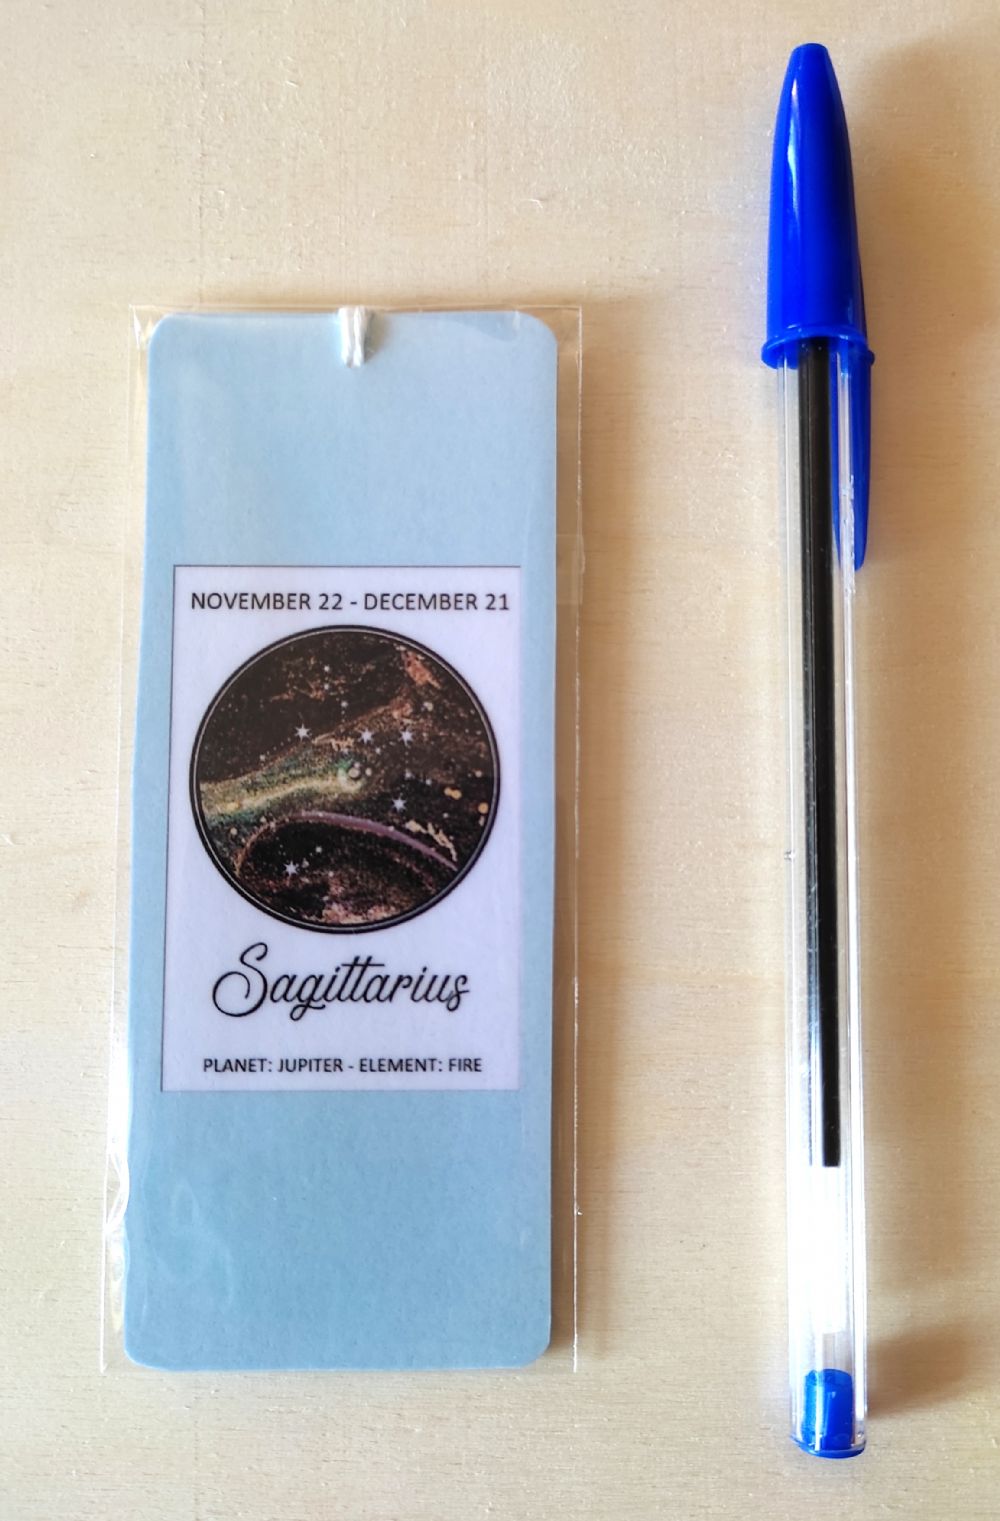 NOVEMBER 22 - DECEMBER 21
Sagittarius
PLANET: JUPITER - ELEMENT: FIRE